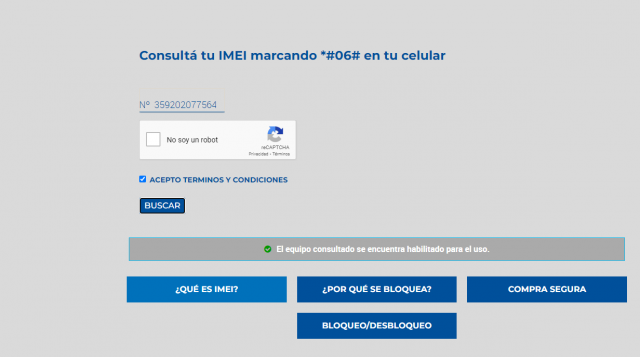 Consultá tu IMEI marcando *#06# en tu celular
Nº 359202077564
No soy un robot
reCAPTCHA
Privacidad - Términos
ACEPTO TERMINOS Y CONDICIONES
BUSCAR
El equipo consultado se encuentra habilitado para el uso.
¿QUÉ ES IMEI?
¿POR QUÉ SE BLOQUEA?
COMPRA SEGURA
BLOQUEO/DESBLOQUEO